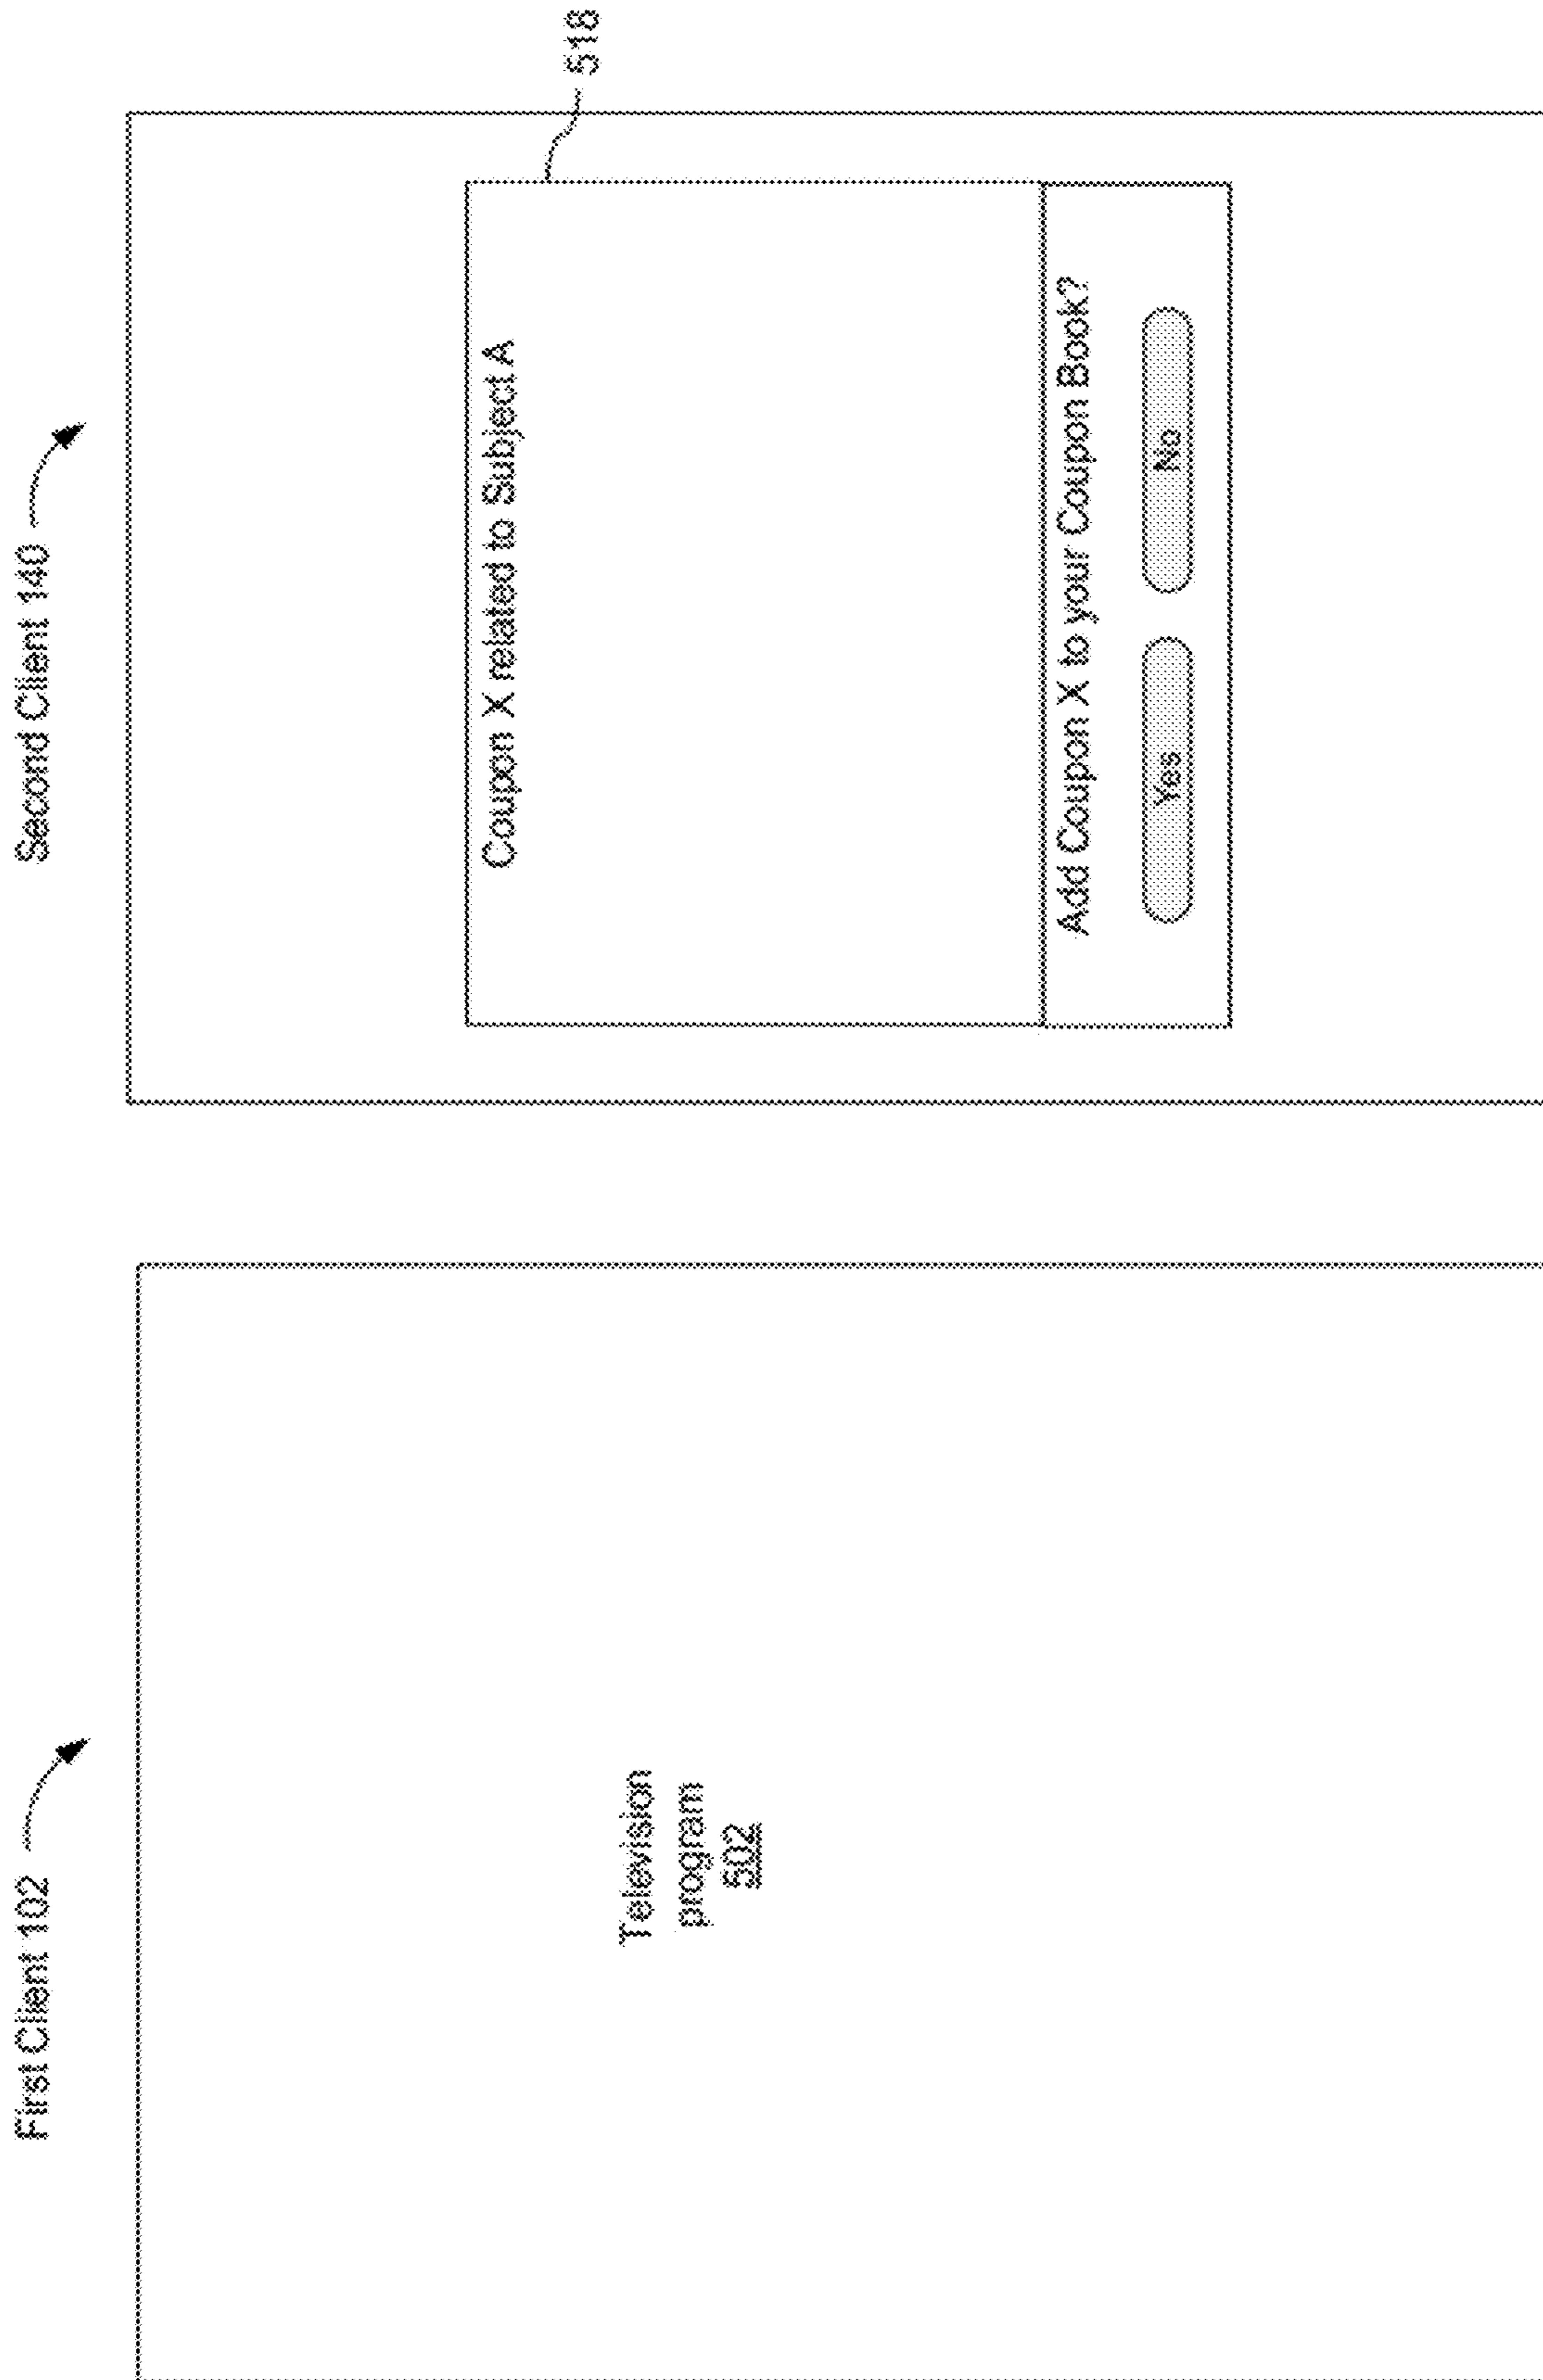 First Client 102
Television
program
502
Second Client 140
518
Coupon X related to Subject A
Add Coupon X to your Coupon Book?
Yes
No